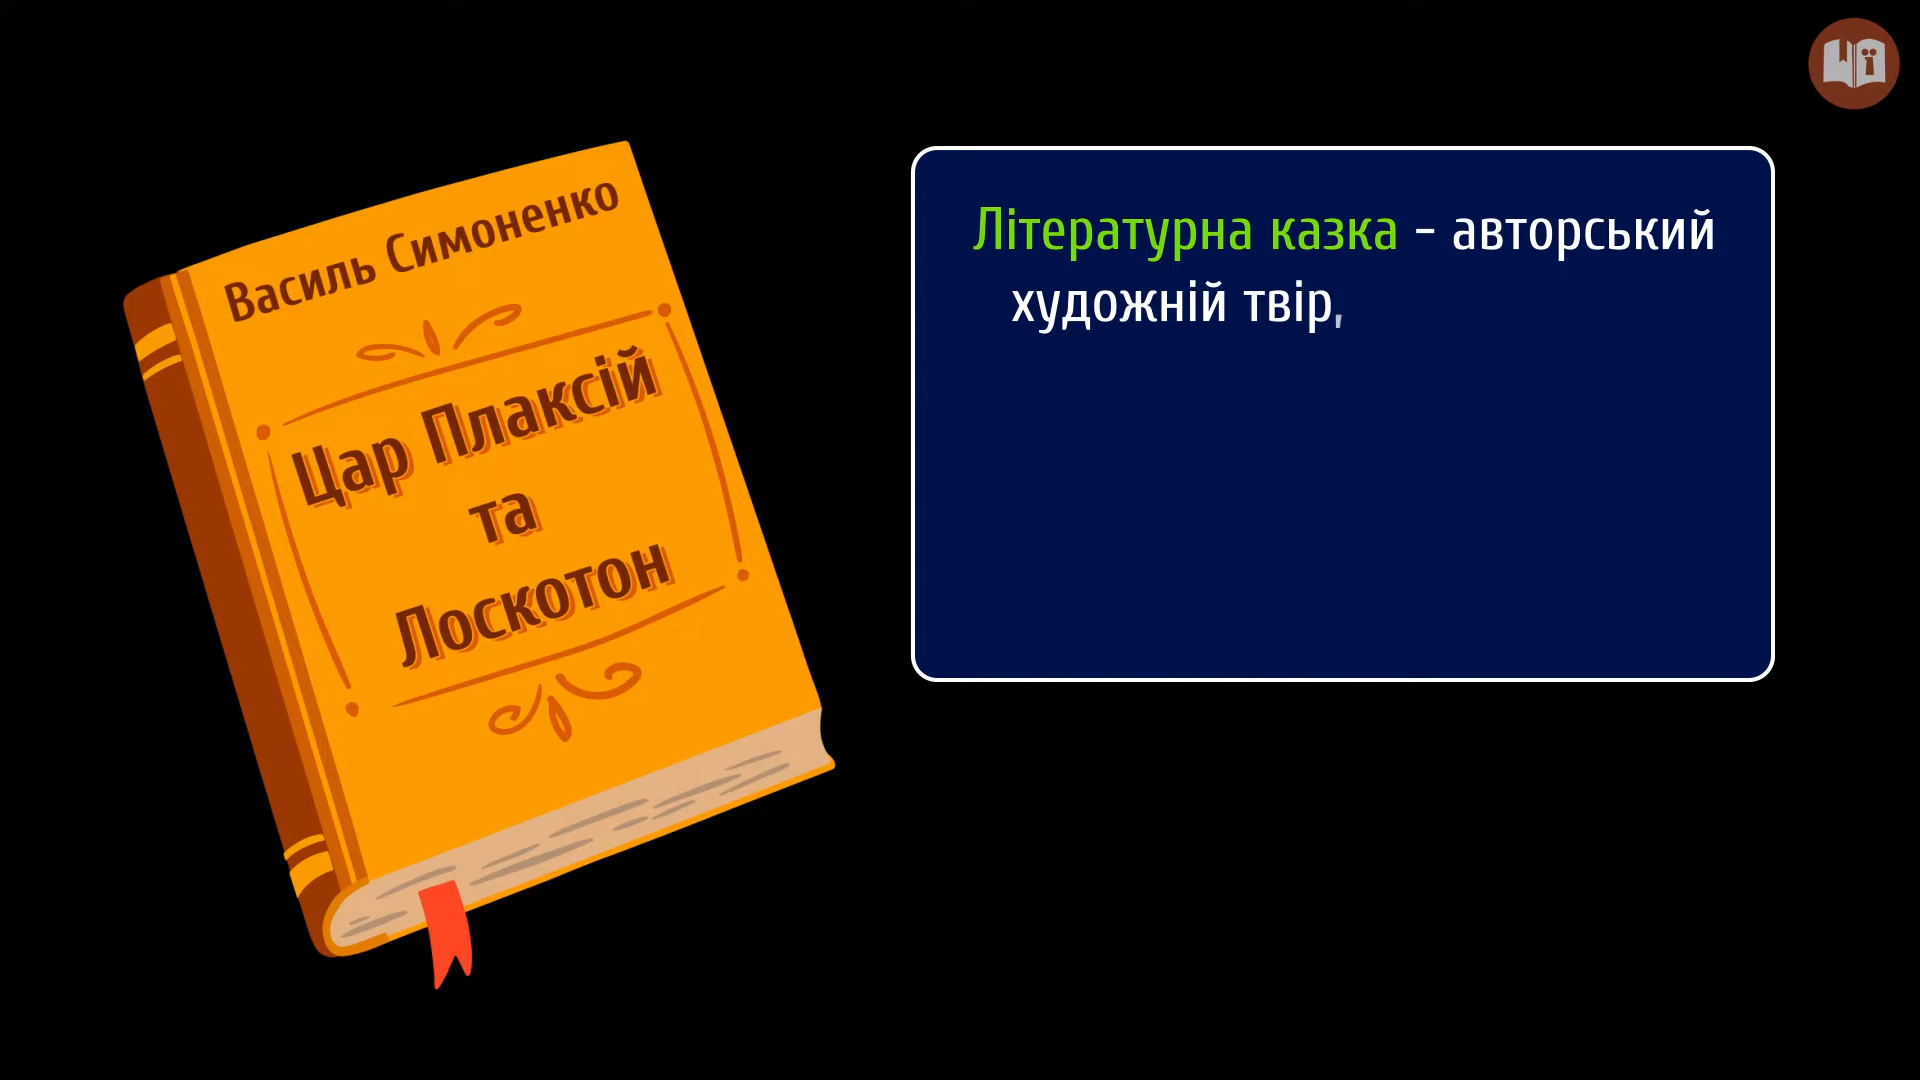 Василь Симоненко
Цар Плаксій
та
Лоскотон
Літературна казка - авторський
художній твір,
ї